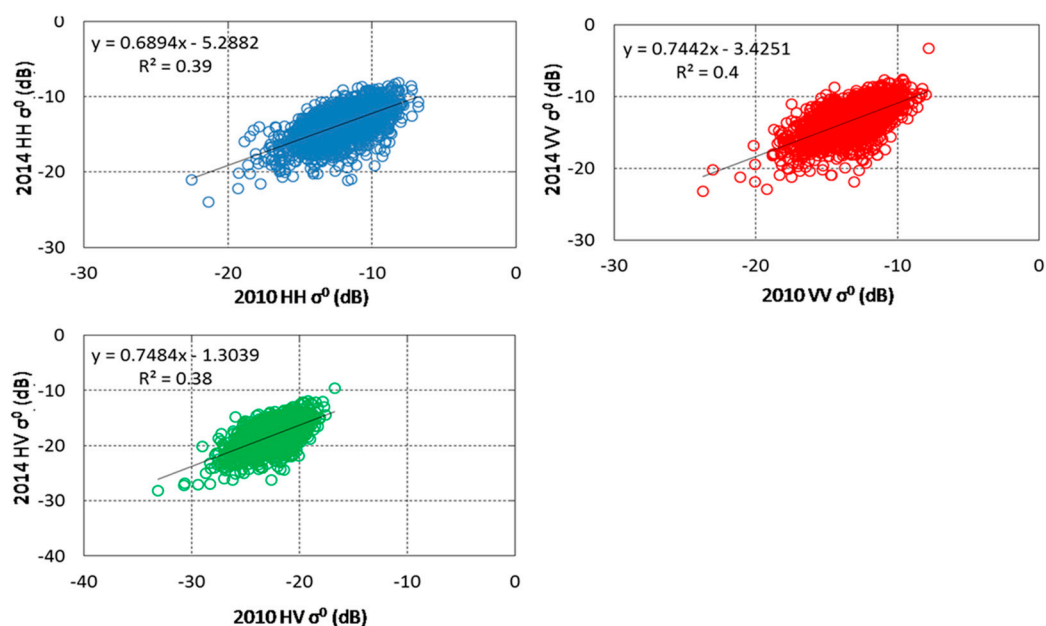 0
y = 0.6894x - 5.2882
R² = 0.39
-10
-20
-30
-20
-10
0
2014 HH σ⁰ (dB)
2010 HH σ⁰ (dB)
0
y = 0.7442x - 3.4251
R² = 0.4
-10
-20
-30
-30
-20
-10
0
2014 VV σ⁰ (dB)
2010 VV σ⁰ (dB)
0
y = 0.7484x - 1.3039
R² = 0.38
-10
-20
-30
-40
-40
-30
-20
-10
0
2014 HV σ⁰ (dB)
2010 HV σ⁰ (dB)